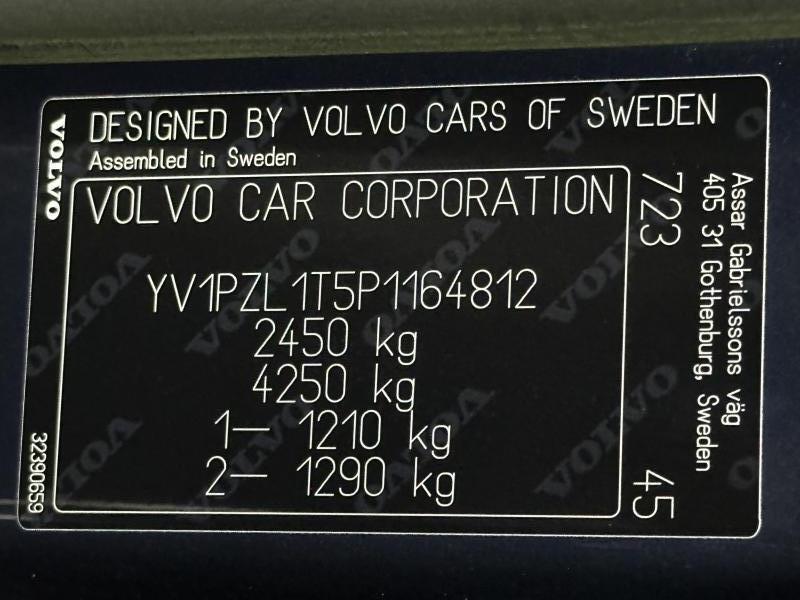 VOLVO
DESIGNED BY VOLVO CARS OF SWEDEN
Assembled in Sweden
VOLVO CAR CORPORATION
YV1PZL1T5P1164812
2450 kg
4250 kg
1– 1210 kg
2– 1290 kg
723
45
Assar Gabrielssons väg
405 31 Gothenburg, Sweden
32390659